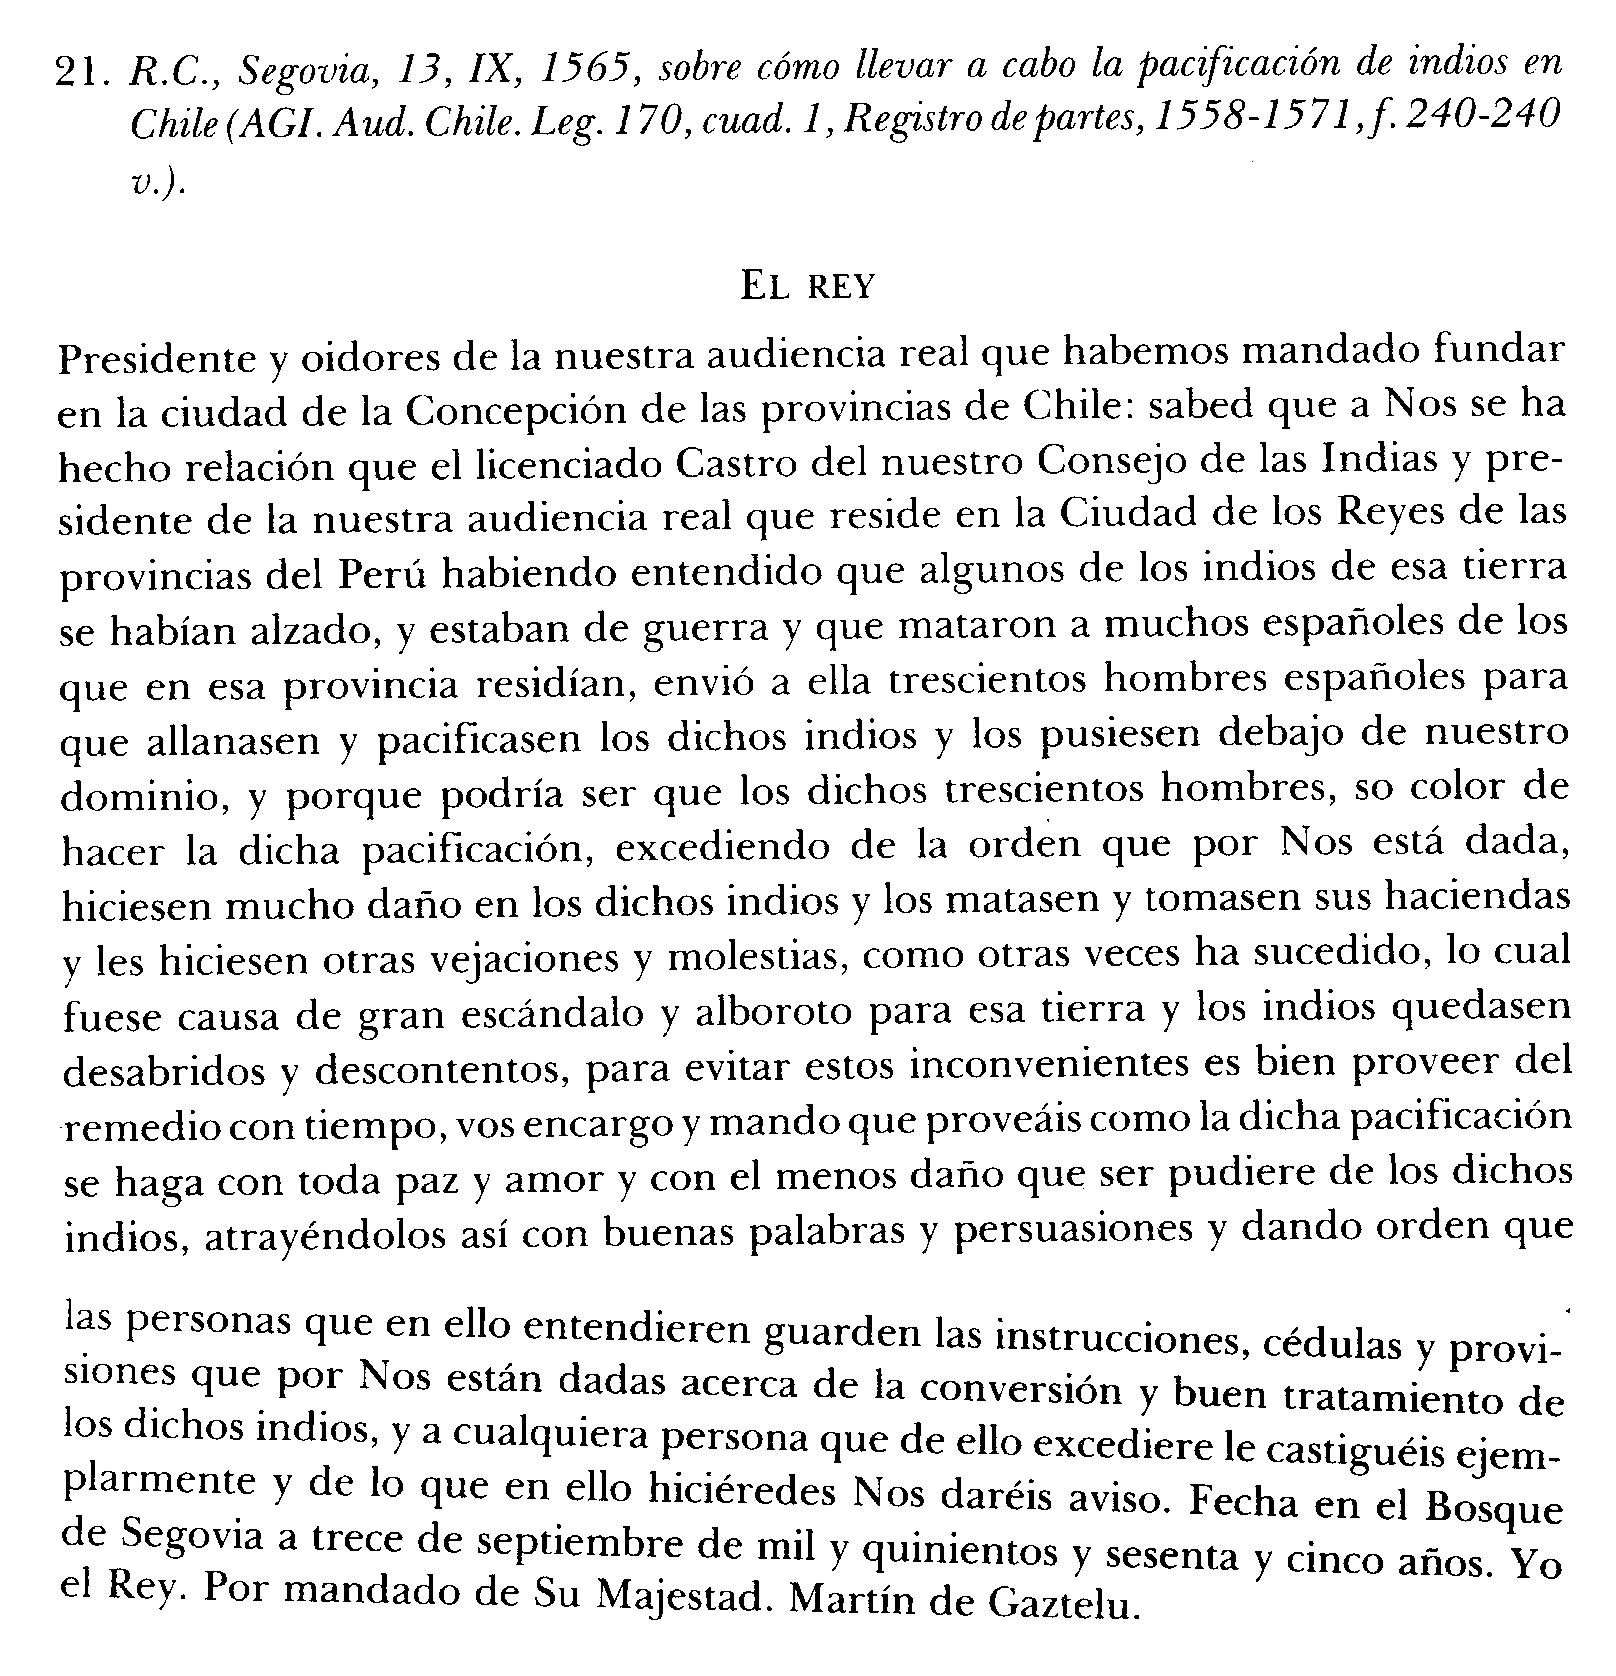 21. R.C., Segovia, 13, IX, 1565, sobre cómo llevar a cabo la pacificación de indios en
Chile (AGI. Aud. Chile. Leg. 170, cuad. 1, Registro de partes, 1558-1571, f. 240-240
v.).
EL REY
Presidente y oidores de la nuestra audiencia real que habemos mandado fundar
en la ciudad de la Concepción de las provincias de Chile: sabed que a Nos se ha
hecho relación que el licenciado Castro del nuestro Consejo de las Indias y pre-
sidente de la nuestra audiencia real que reside en la Ciudad de los Reyes de las
provincias del Perú habiendo entendido que algunos de los indios de esa tierra
se habían alzado, y estaban de guerra y que mataron a muchos españoles de los
que en esa provincia residían, envió a ella trescientos hombres españoles para
que allanasen y pacificasen los dichos indios y los pusiesen debajo de nuestro
dominio, y porque podría ser que los dichos trescientos hombres, so color de
hacer la dicha pacificación, excediendo de la orden que por Nos está dada,
hiciesen mucho daño en los dichos indios y los matasen y tomasen sus haciendas
y les hiciesen otras vejaciones y molestias, como otras veces ha sucedido, lo cual
fuese causa de gran escándalo y alboroto para esa tierra y los indios quedasen
desabridos y descontentos, para evitar estos inconvenientes es bien proveer del
remedio con tiempo, vos encargo y mando que proveáis como la dicha pacificación
se haga con toda paz y amor y con el menos daño que ser pudiere de los dichos
indios, atrayéndolos así con buenas palabras y persuasiones y dando orden que
las personas que en ello entendieren guarden las instrucciones, cédulas y provi-
siones que por Nos están dadas acerca de la conversión y buen tratamiento de
los dichos indios, y a cualquiera persona que de ello excediere le castiguéis ejem-
plarmente y de lo que en ello hiciéredes Nos daréis aviso. Fecha en el Bosque
de Segovia a trece de septiembre de mil y quinientos y sesenta y cinco años. Yo
el Rey. Por mandado de Su Majestad. Martín de Gaztelu.